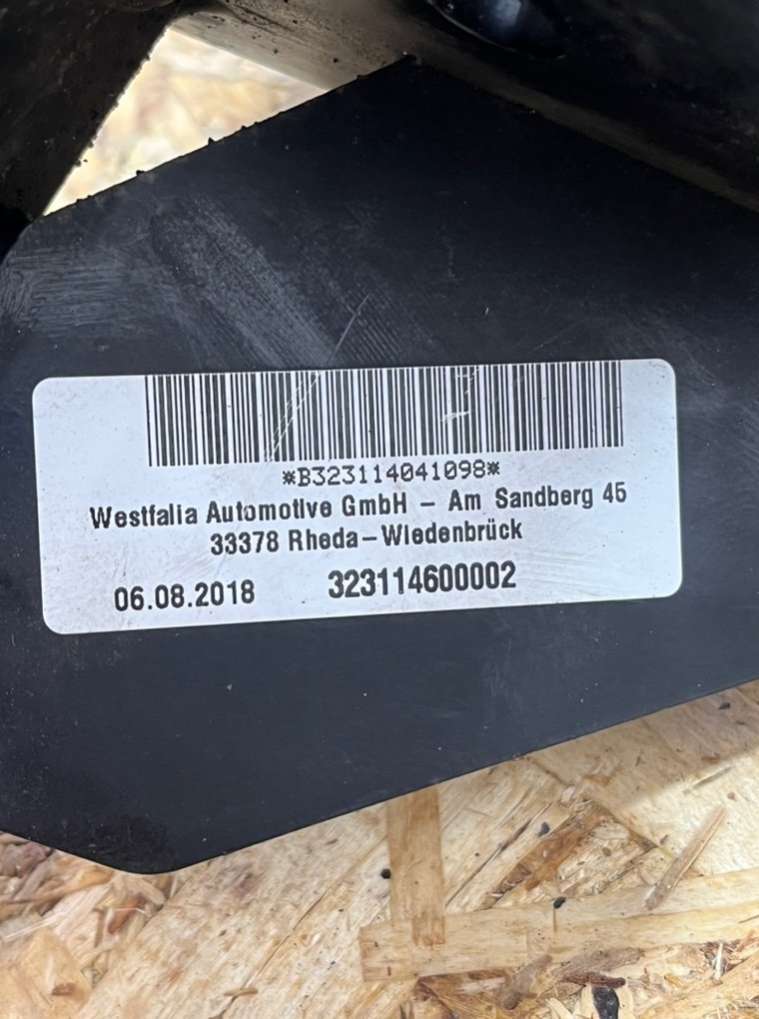 *B323114041098*
Westfalia Automotive GmbH – Am Sandberg 45
33378 Rheda–Wiedenbrück
06.08.2018 323114600002